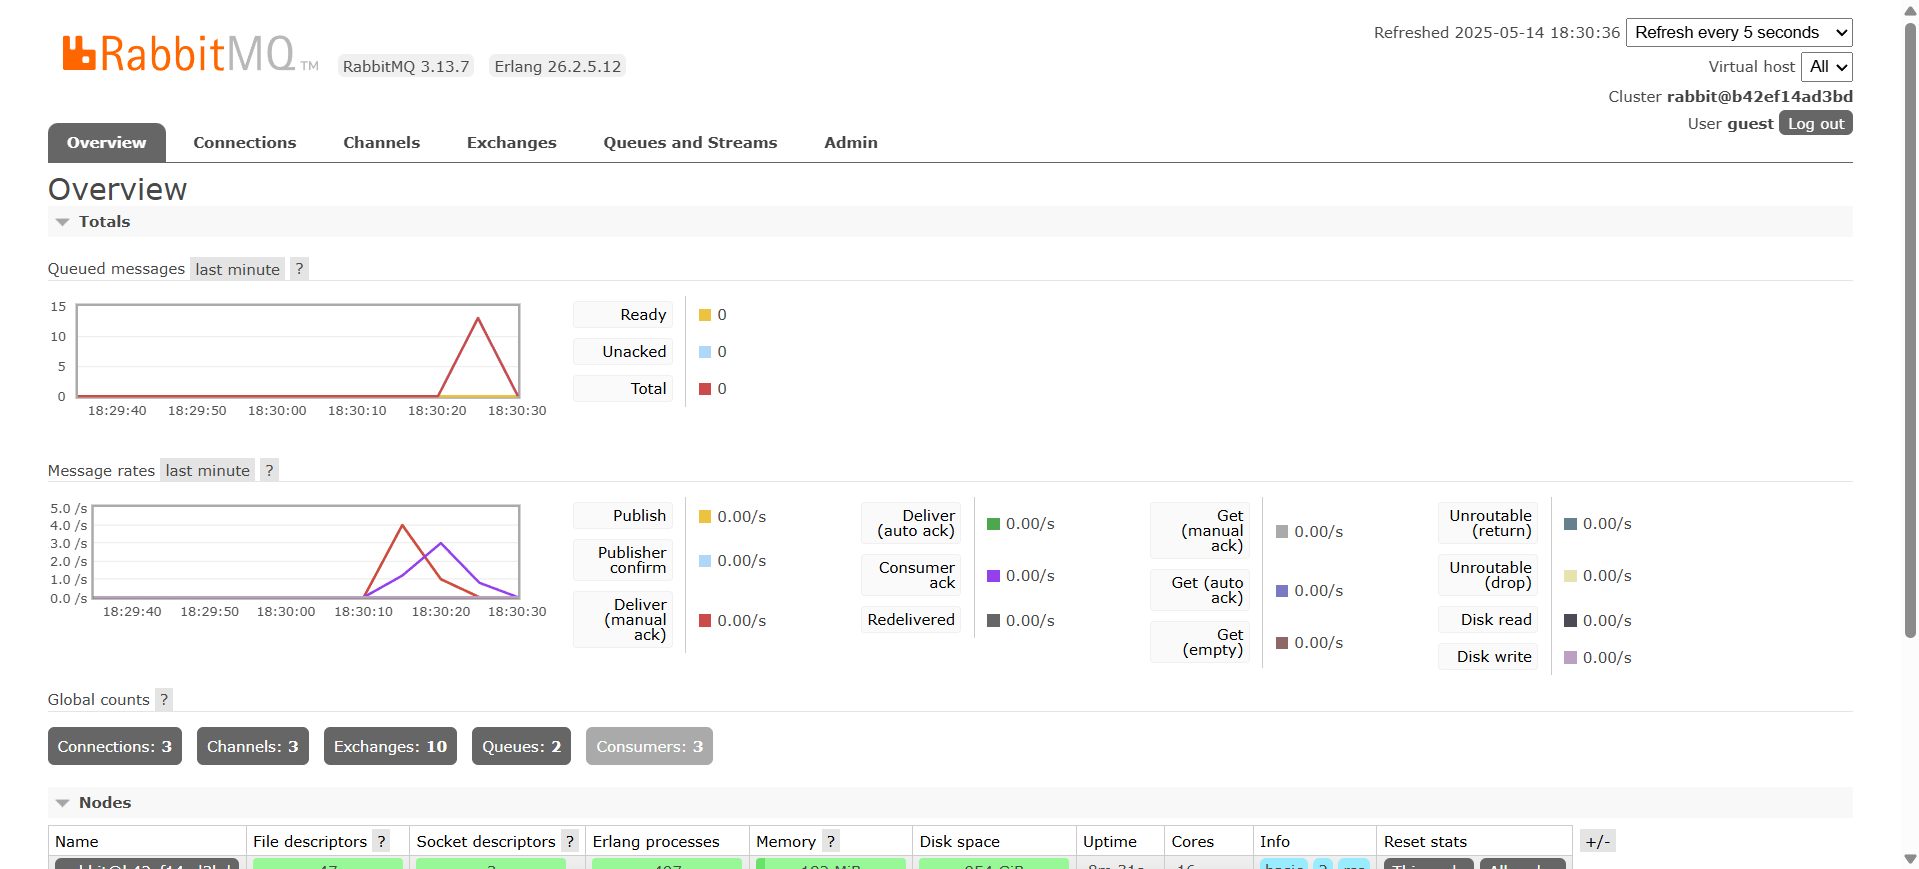 RabbitMQ TM RabbitMQ 3.13.7 Erlang 26.2.5.12
Refreshed 2025-05-14 18:30:36 Refresh every 5 seconds
Virtual host All
Cluster rabbit@b42ef14ad3bd
User guest Log out
Overview Connections Channels Exchanges Queues and Streams Admin
Overview
Totals
Queued messages last minute ?
15
10
5
0
18:29:40 18:29:50 18:30:00 18:30:10 18:30:20 18:30:30
Ready 0
Unacked 0
Total 0
Message rates last minute ?
5.0 /s
4.0 /s
3.0 /s
2.0 /s
1.0 /s
0.0 /s
18:29:40 18:29:50 18:30:00 18:30:10 18:30:20 18:30:30
Publish 0.00/s
Publisher
confirm 0.00/s
Deliver
(manual
ack) 0.00/s
Deliver
(auto ack) 0.00/s
Consumer
ack 0.00/s
Redelivered 0.00/s
Get
(manual
ack) 0.00/s
Get (auto
ack) 0.00/s
Get
(empty) 0.00/s
Unroutable
(return) 0.00/s
Unroutable
(drop) 0.00/s
Disk read 0.00/s
Disk write 0.00/s
Global counts ?
Connections: 3 Channels: 3 Exchanges: 10 Queues: 2 Consumers: 3
Nodes
Name File descriptors ? Socket descriptors ? Erlang processes Memory ? Disk space Uptime Cores Info Reset stats +/-